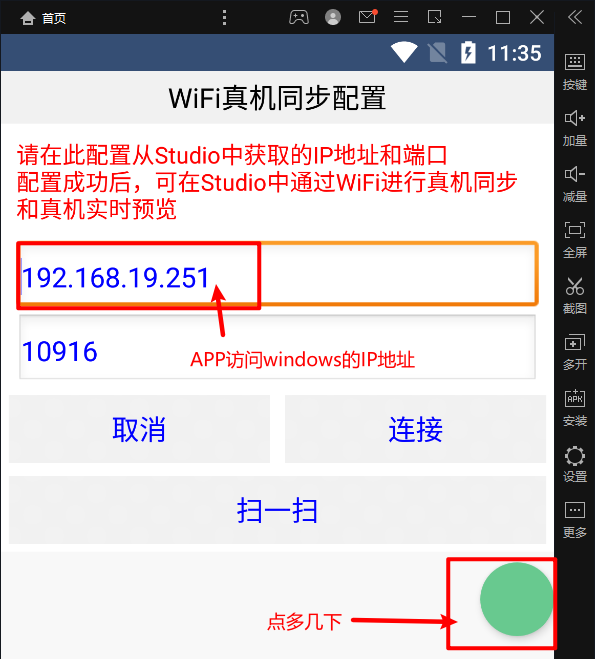 首页
11:35
WiFi真机同步配置
请在此配置从Studio中获取的IP地址和端口
配置成功后，可在Studio中通过WiFi进行真机同步
和真机实时预览
192.168.19.251
10916
APP访问windows的IP地址
取消
连接
扫一扫
点多几下
按键
加量
减量
全屏
截图
多开
APK
安装
设置
更多